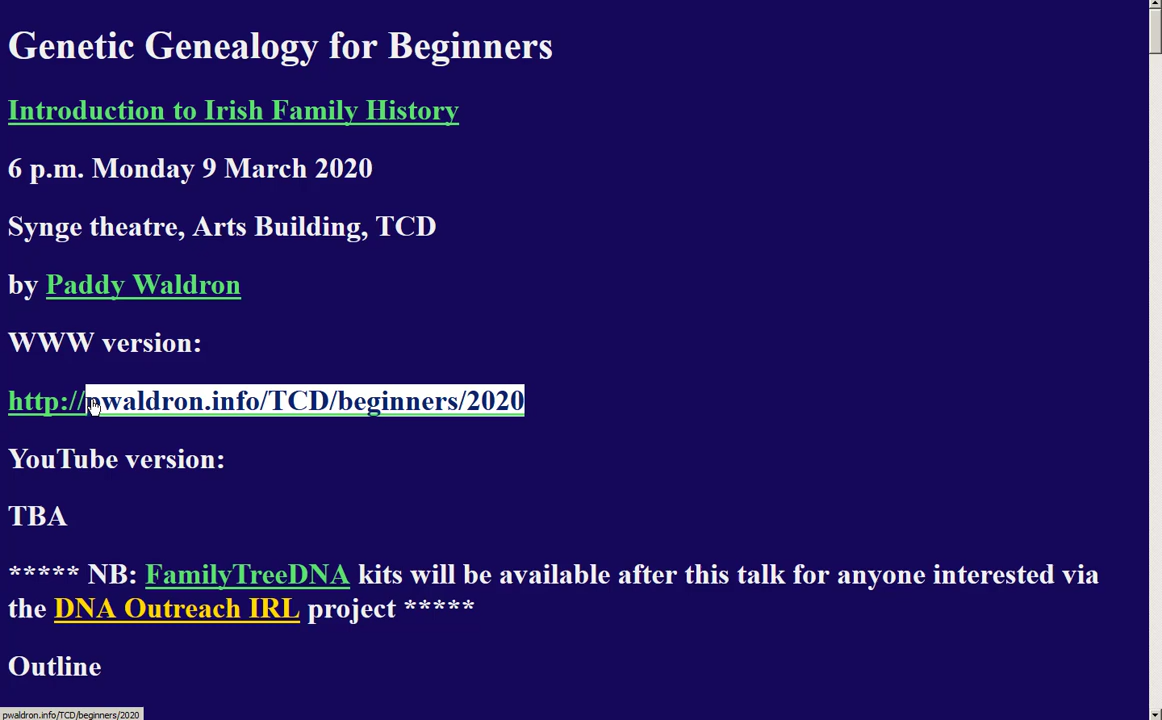 Genetic Genealogy for Beginners
Introduction to Irish Family History
6 p.m. Monday 9 March 2020
Synge theatre, Arts Building, TCD
by Paddy Waldron
WWW version:
http://pwaldron.info/TCD/beginners/2020
YouTube version:
TBA
***** NB: FamilyTreeDNA kits will be available after this talk for anyone interested via
the DNA Outreach IRL project *****
Outline
pwaldron.info/TCD/beginners/2020